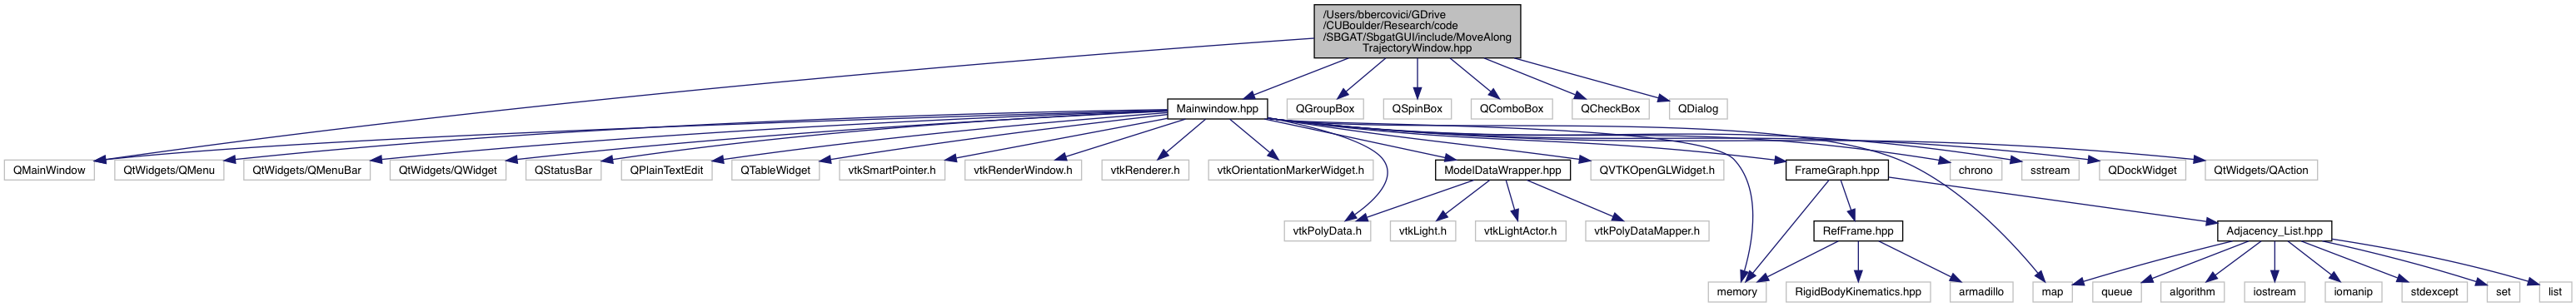 /Users/bbercovici/GDrive
/CUBoulder/Research/code
/SBGAT/SbgatGUI/include/MoveAlong
TrajectoryWindow.hpp
Mainwindow.hpp
QGroupBox
QSpinBox
QComboBox
QCheckBox
QDialog
QMainWindow
QtWidgets/QMenu
QtWidgets/QMenuBar
QtWidgets/QWidget
QStatusBar
QPlainTextEdit
QTableWidget
vtkSmartPointer.h
vtkRenderWindow.h
vtkRenderer.h
vtkOrientationMarkerWidget.h
ModelDataWrapper.hpp
QVTKOpenGLWidget.h
FrameGraph.hpp
chrono
sstream
QDockWidget
QtWidgets/QAction
vtkPolyData.h
vtkLight.h
vtkLightActor.h
vtkPolyDataMapper.h
RefFrame.hpp
Adjacency_List.hpp
memory
RigidBodyKinematics.hpp
armadillo
map
queue
algorithm
iostream
iomanip
stdexcept
set
list